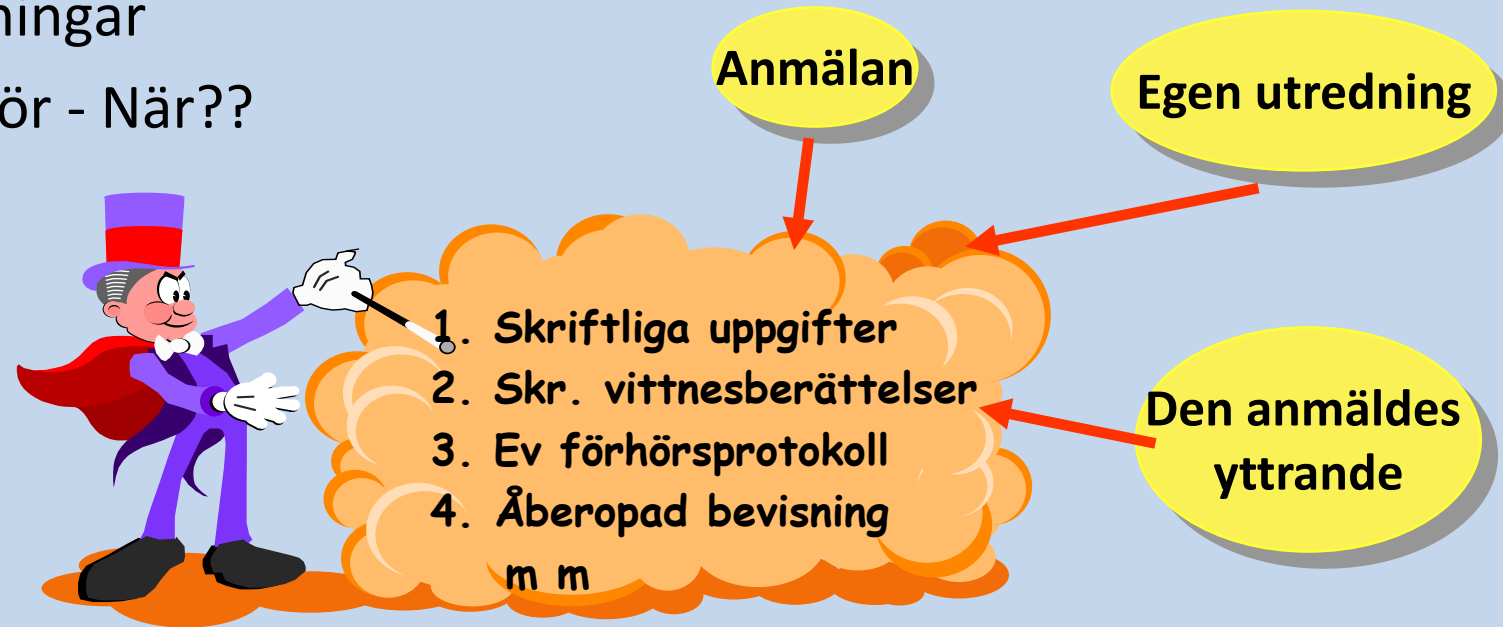 ningar
ör - När??
Anmälan
Egen utredning
1. Skriftliga uppgifter
2. Skr. vittnesberättelser
3. Ev förhörsprotokoll
4. Åberopad bevisning
m m
Den anmäldes
yttrande